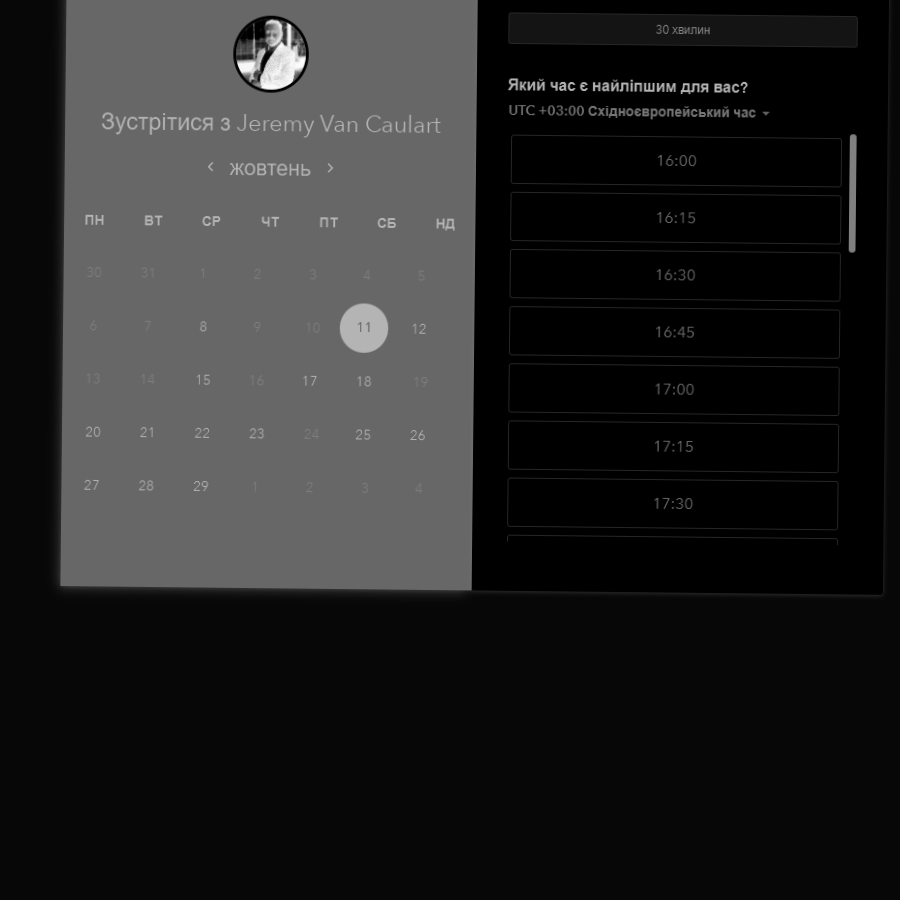 Зустрітися з Jeremy Van Caulart
жовтень
ПН ВТ СР ЧТ ПТ СБ НД
30 31 1 2 3 4 5
6 7 8 9 10 11 12
13 14 15 16 17 18 19
20 21 22 23 24 25 26
27 28 29 1 2 3 4
30 хвилин
Який час є найліпшим для вас?
UTC +03:00 Східноєвропейський час
16:00
16:15
16:30
16:45
17:00
17:15
17:30